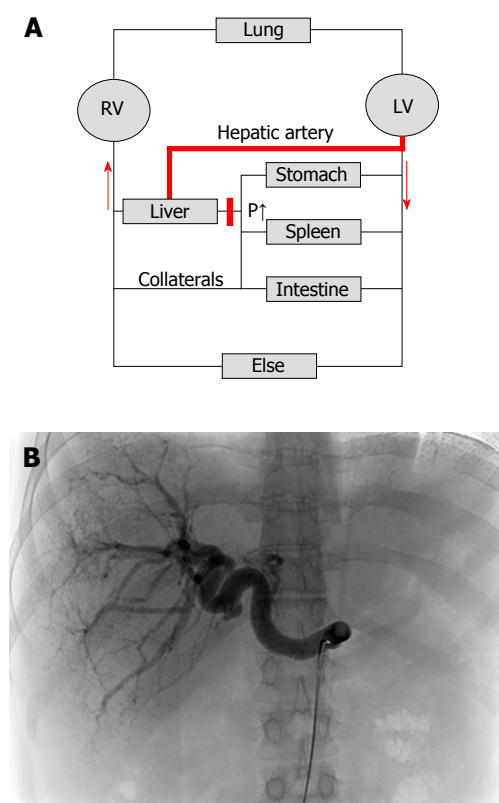 A
Lung
RV
LV
Hepatic artery
Stomach
Liver
P↑
Spleen
Collaterals
Intestine
Else
B